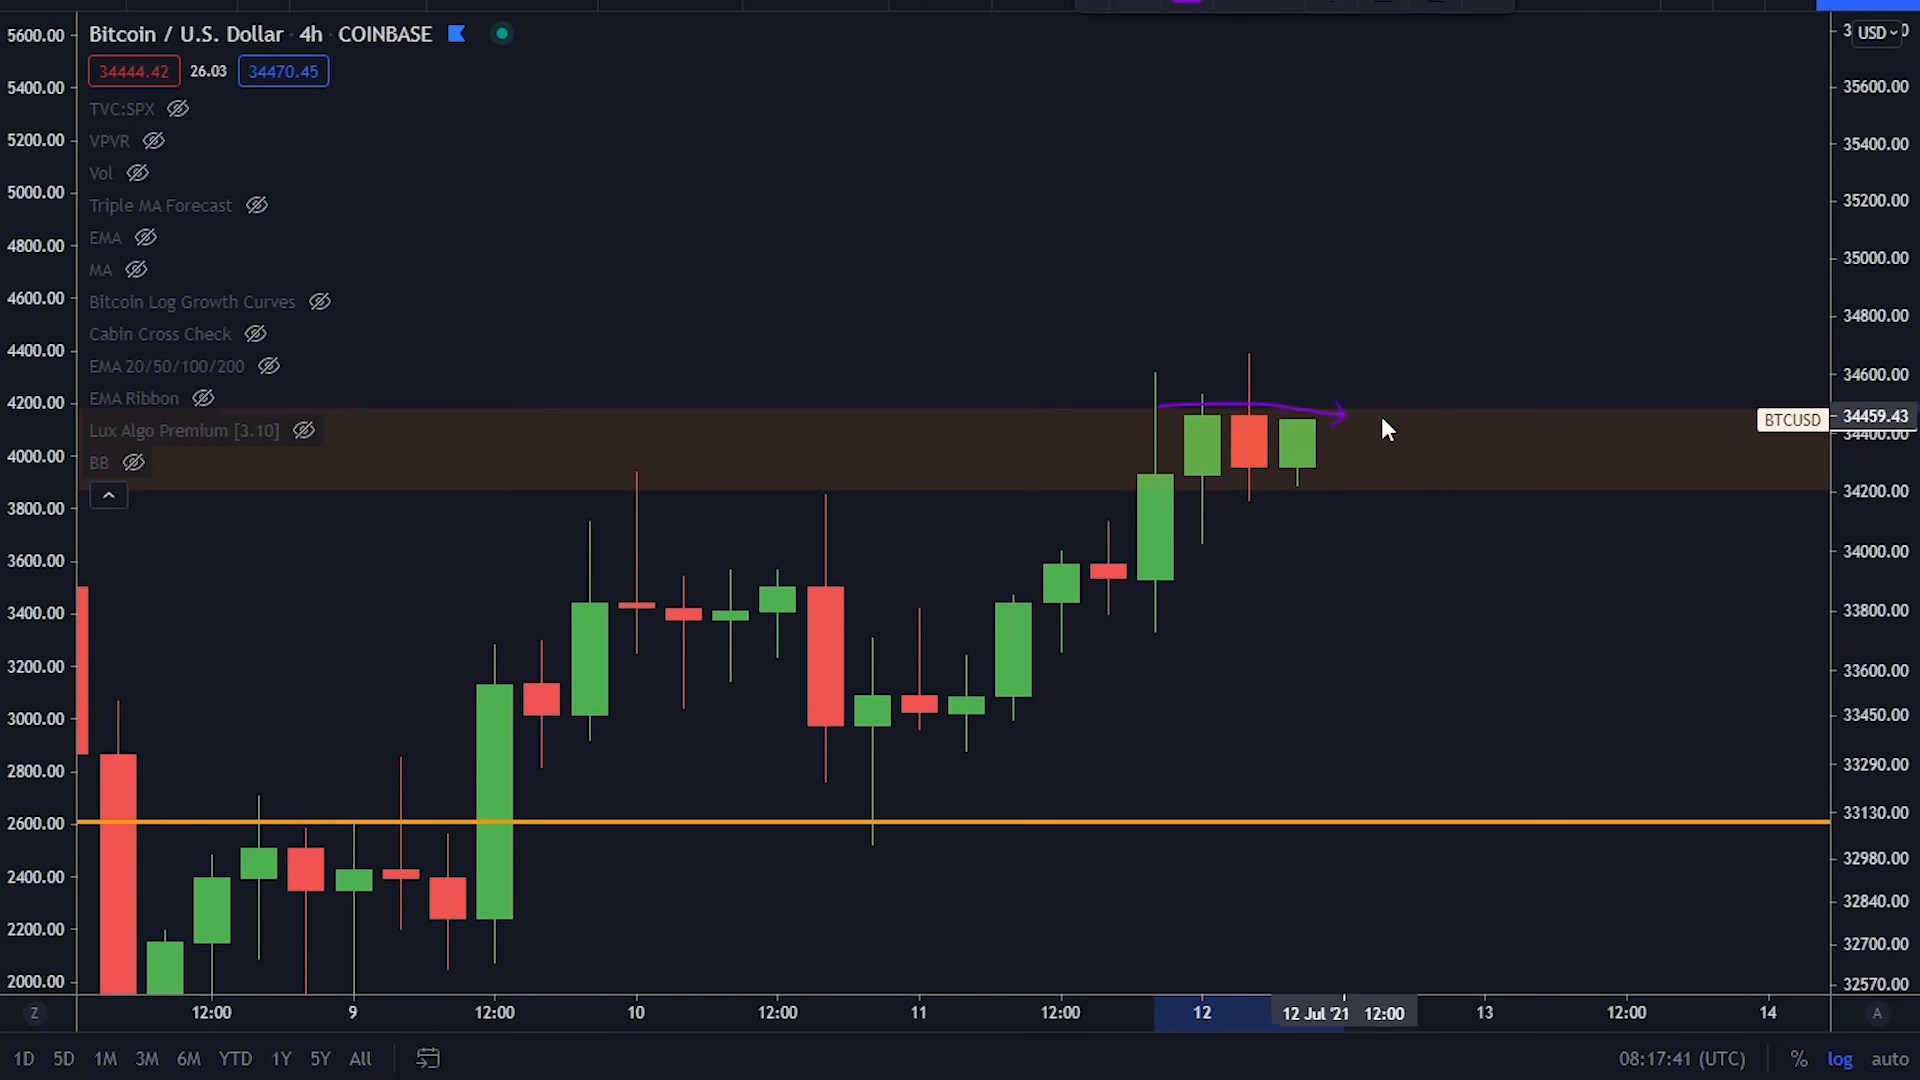 Bitcoin / U.S. Dollar · 4h · COINBASE
34444.42 26.03 34470.45
TVC:SPX
VPVR
Vol
Triple MA Forecast
EMA
MA
Bitcoin Log Growth Curves
Cabin Cross Check
EMA 20/50/100/200
EMA Ribbon
Lux Algo Premium [3.10]
BB
5600.00
5400.00
5200.00
5000.00
4800.00
4600.00
4400.00
4200.00
4000.00
3800.00
3600.00
3400.00
3200.00
3000.00
2800.00
2600.00
2400.00
2200.00
2000.00
USD
35600.00
35400.00
35200.00
35000.00
34800.00
34600.00
BTCUSD 34459.43
34400.00
34200.00
34000.00
33800.00
33600.00
33450.00
33290.00
33130.00
32980.00
32840.00
32700.00
32570.00
Z 12:00 9 12:00 10 12:00 11 12:00 12 12 Jul '21 12:00 13 12:00 14 A
1D 5D 1M 3M 6M YTD 1Y 5Y All 08:17:41 (UTC) % log auto